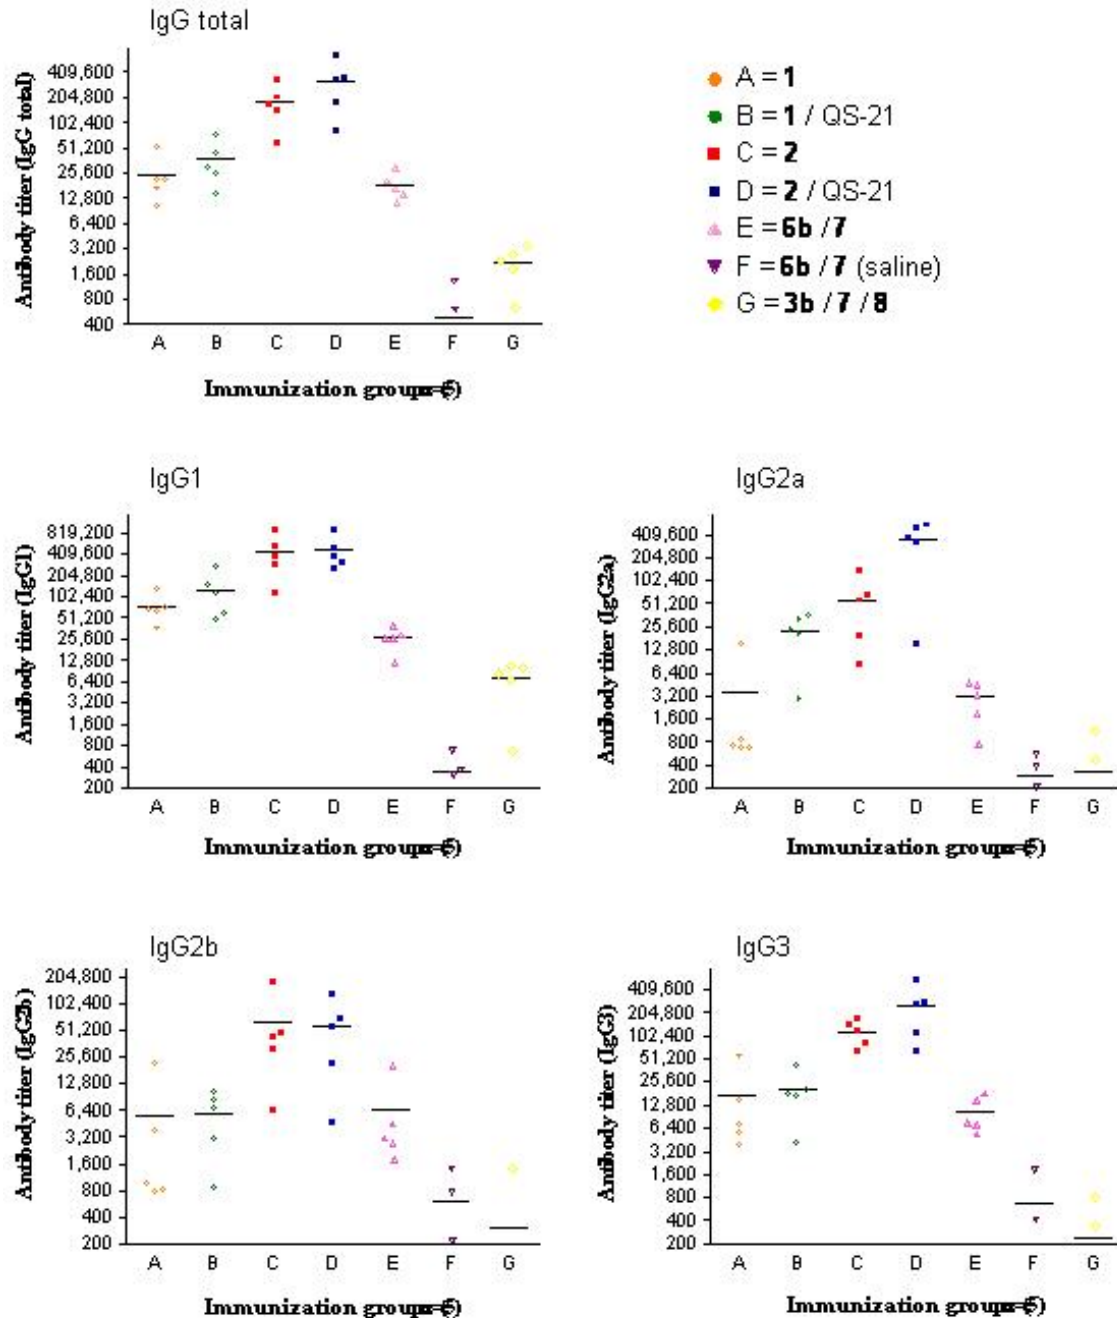 IgG total
Antibody titer (IgG total)
409,600
204,800
102,400
51,200
25,600
12,800
6,400
3,200
1,600
800
400
A B C D E F G
Immunization groups
A = 1
B = 1 / QS-21
C = 2
D = 2 / QS-21
E = 6b / 7
F = 6b / 7 (saline)
G = 3b / 7 / 8
IgG1
Antibody titer (IgG1)
819,200
409,600
204,800
102,400
51,200
25,600
12,800
6,400
3,200
1,600
800
400
200
A B C D E F G
Immunization groups
IgG2a
Antibody titer (IgG2a)
409,600
204,800
102,400
51,200
25,600
12,800
6,400
3,200
1,600
800
400
200
A B C D E F G
Immunization groups
IgG2b
Antibody titer (IgG2b)
204,800
102,400
51,200
25,600
12,800
6,400
3,200
1,600
800
400
200
A B C D E F G
Immunization groups
IgG3
Antibody titer (IgG3)
409,600
204,800
102,400
51,200
25,600
12,800
6,400
3,200
1,600
800
400
200
A B C D E F G
Immunization groups